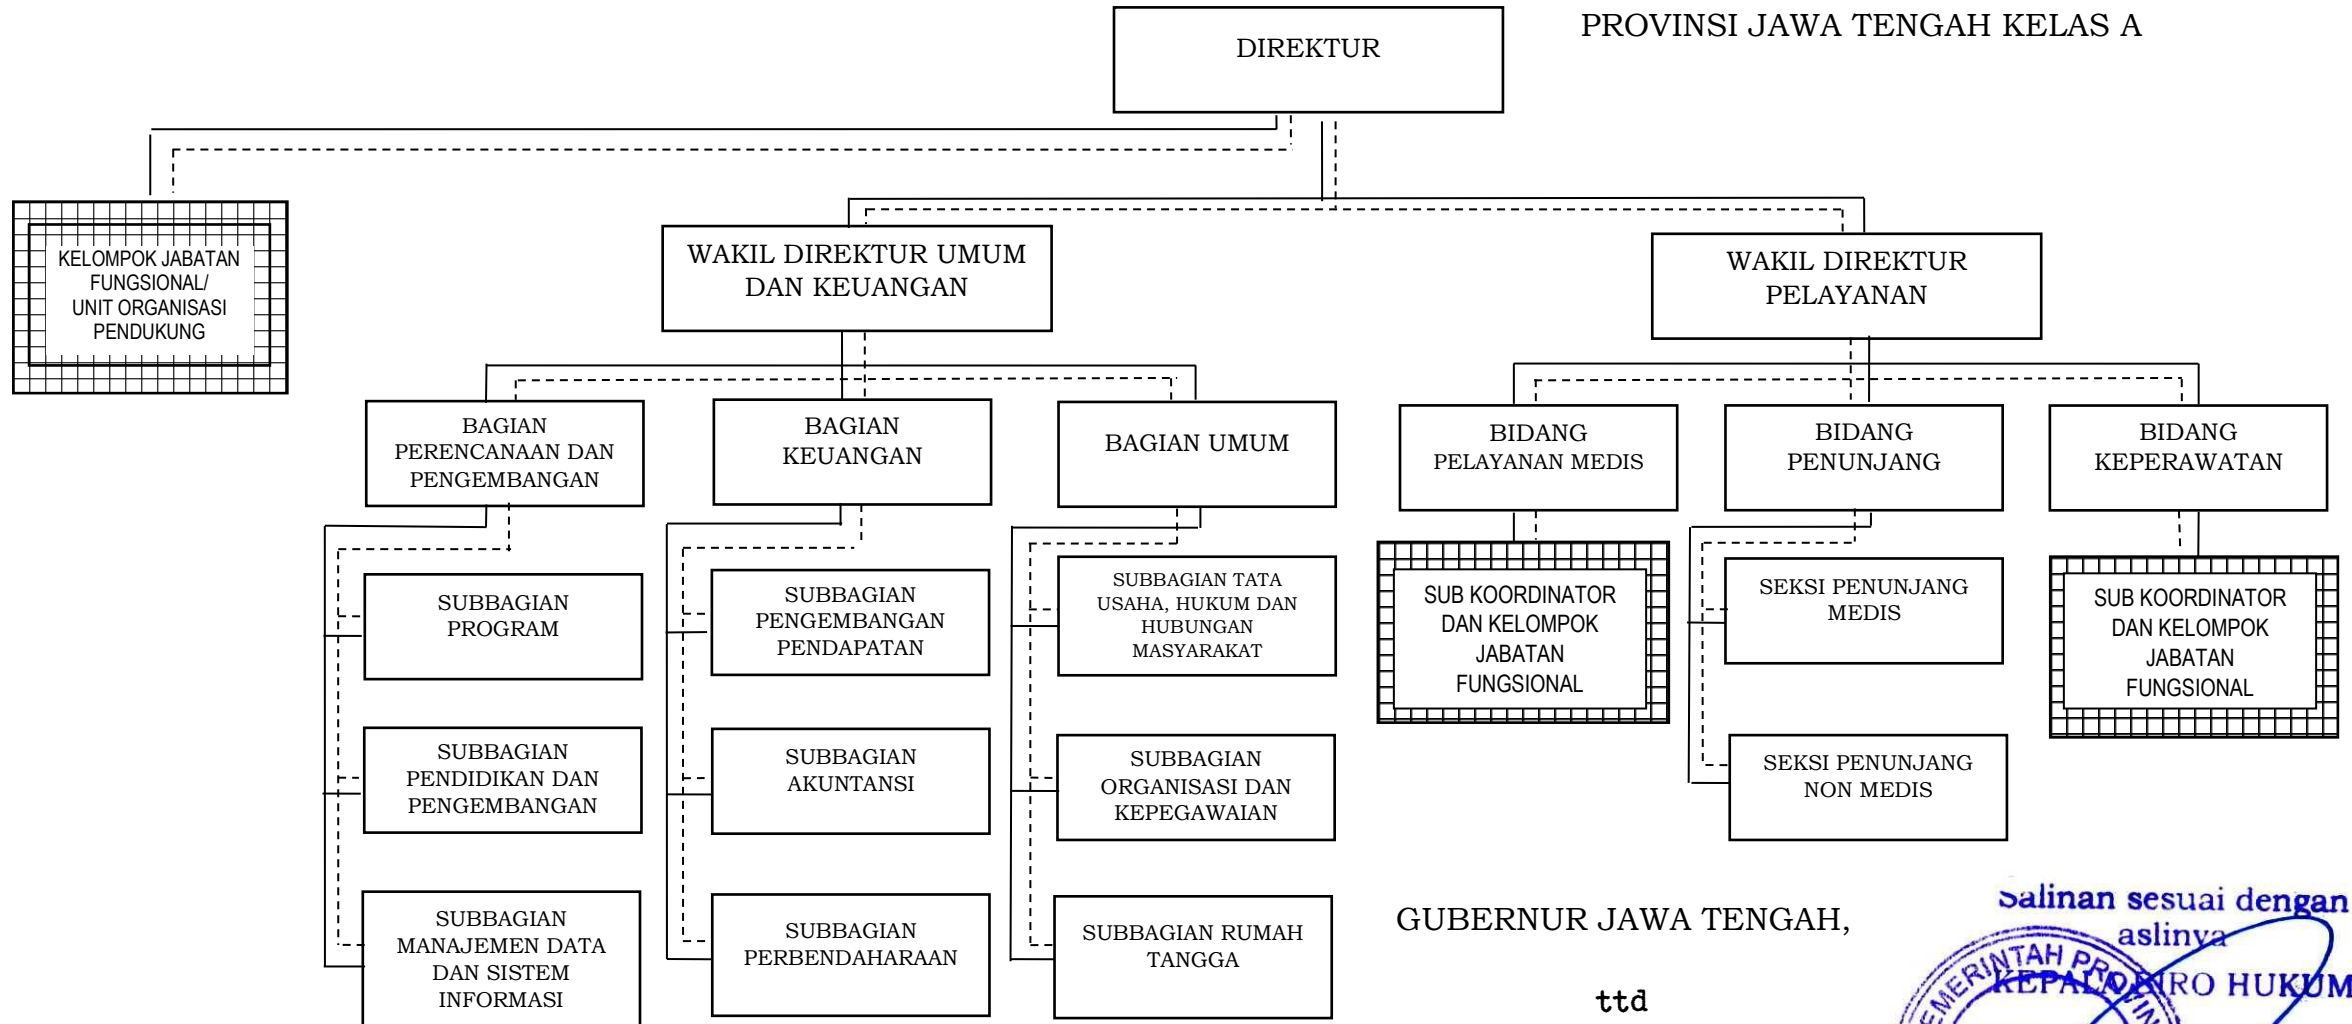 PROVINSI JAWA TENGAH KELAS A
DIREKTUR
KELOMPOK JABATAN
FUNGSIONAL/
UNIT ORGANISASI
PENDUKUNG
WAKIL DIREKTUR UMUM
DAN KEUANGAN
WAKIL DIREKTUR
PELAYANAN
BAGIAN
PERENCANAAN DAN
PENGEMBANGAN
BAGIAN
KEUANGAN
BAGIAN UMUM
BIDANG
PELAYANAN MEDIS
BIDANG
PENUNJANG
BIDANG
KEPERAWATAN
SUBBAGIAN
PROGRAM
SUBBAGIAN
PENGEMBANGAN
PENDAPATAN
SUBBAGIAN TATA
USAHA, HUKUM DAN
HUBUNGAN
MASYARAKAT
SUB KOORDINATOR
DAN KELOMPOK
JABATAN
FUNGSIONAL
SEKSI PENUNJANG
MEDIS
SUB KOORDINATOR
DAN KELOMPOK
JABATAN
FUNGSIONAL
SUBBAGIAN
PENDIDIKAN DAN
PENGEMBANGAN
SUBBAGIAN
AKUNTANSI
SUBBAGIAN
ORGANISASI DAN
KEPEGAWAIAN
SEKSI PENUNJANG
NON MEDIS
SUBBAGIAN
MANAJEMEN DATA
DAN SISTEM
INFORMASI
SUBBAGIAN
PERBENDAHARAAN
SUBBAGIAN RUMAH
TANGGA
GUBERNUR JAWA TENGAH,
ttd
Salinan sesuai dengan
aslinya
KEPALA BIRO HUKUM